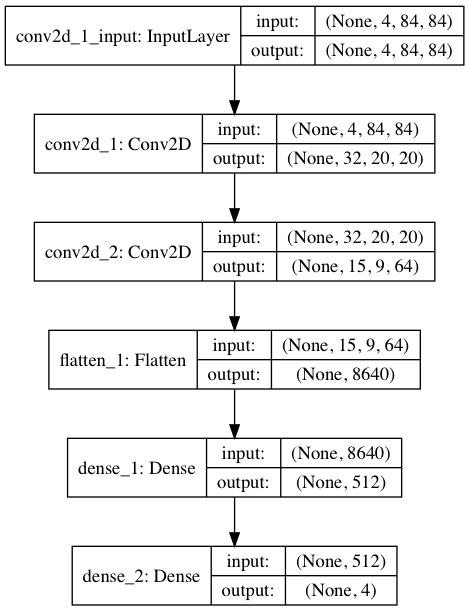 conv2d_1_input: InputLayer
input: (None, 4, 84, 84)
output: (None, 4, 84, 84)
conv2d_1: Conv2D
input: (None, 4, 84, 84)
output: (None, 32, 20, 20)
conv2d_2: Conv2D
input: (None, 32, 20, 20)
output: (None, 15, 9, 64)
flatten_1: Flatten
input: (None, 15, 9, 64)
output: (None, 8640)
dense_1: Dense
input: (None, 8640)
output: (None, 512)
dense_2: Dense
input: (None, 512)
output: (None, 4)